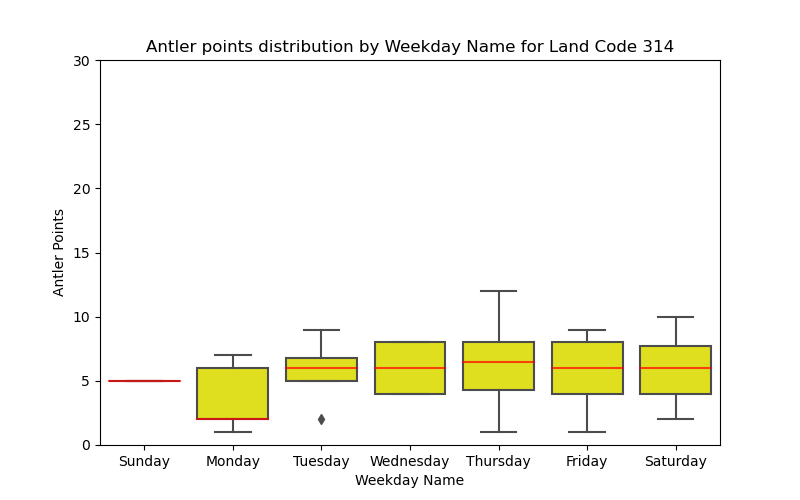 Antler points distribution by Weekday Name for Land Code 314
30
25
20
15
10
5
0
Antler Points
Sunday Monday Tuesday Wednesday Thursday Friday Saturday
Weekday Name